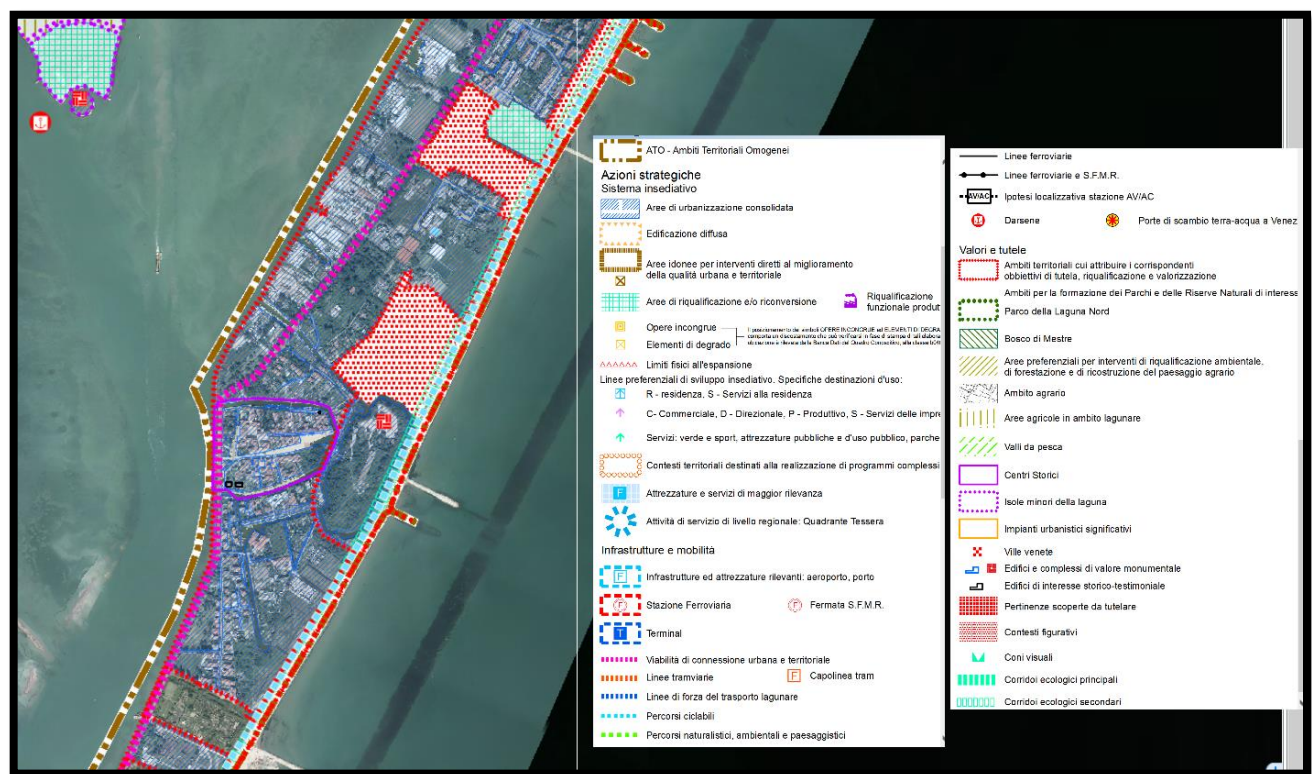 ATO - Ambiti Territoriali Omogenei
Azioni strategiche
Sistema insediativo
Aree di urbanizzazione consolidata
Edificazione diffusa
Aree idonee per interventi diretti al miglioramento
della qualità urbana e territoriale
Aree di riqualificazione e/o riconversione
Riqualificazione
funzionale produt
Opere incongrue
Elementi di degrado
Il posizionamento dei simboli OPERE INCONGRUE ed ELEMENTI DI DEGRA
Limiti fisici all'espansione
Linee preferenziali di sviluppo insediativo. Specifiche destinazioni d'uso:
R - residenza, S - Servizi alla residenza
C- Commerciale, D - Direzionale, P - Produttivo, S - Servizi delle impre
Servizi: verde e sport, attrezzature pubbliche e d'uso pubblico, parche
Contesti territoriali destinati alla realizzazione di programmi complessi
F
Attrezzature e servizi di maggior rilevanza
Attività di servizio di livello regionale: Quadrante Tessera
Infrastrutture e mobilità
F
Infrastrutture ed attrezzature rilevanti: aeroporto, porto
F
Stazione Ferroviaria
F
Fermata S.F.M.R.
T
Terminal
Viabilità di connessione urbana e territoriale
Linee tramviarie
F
Capolinea tram
Linee di forza del trasporto lagunare
Percorsi ciclabili
Percorsi naturalistici, ambientali e paesaggistici
Linee ferroviarie
Linee ferroviarie e S.F.M.R.
AV/AC
Ipotesi localizzativa stazione AV/AC
Darsene
Porte di scambio terra-acqua a Venez
Valori e tutele
Ambiti territoriali cui attribuire i corrispondenti
obbiettivi di tutela, riqualificazione e valorizzazione
Ambiti per la formazione dei Parchi e delle Riserve Naturali di interess
Parco della Laguna Nord
Bosco di Mestre
Aree preferenziali per interventi di riqualificazione ambientale,
di forestazione e di ricostruzione del paesaggio agrario
Ambito agrario
Aree agricole in ambito lagunare
Valli da pesca
Centri Storici
Isole minori della laguna
Impianti urbanistici significativi
Ville venete
Edifici e complessi di valore monumentale
Edifici di interesse storico-testimoniale
Pertinenze scoperte da tutelare
Contesti figurativi
Coni visuali
Corridoi ecologici principali
Corridoi ecologici secondari